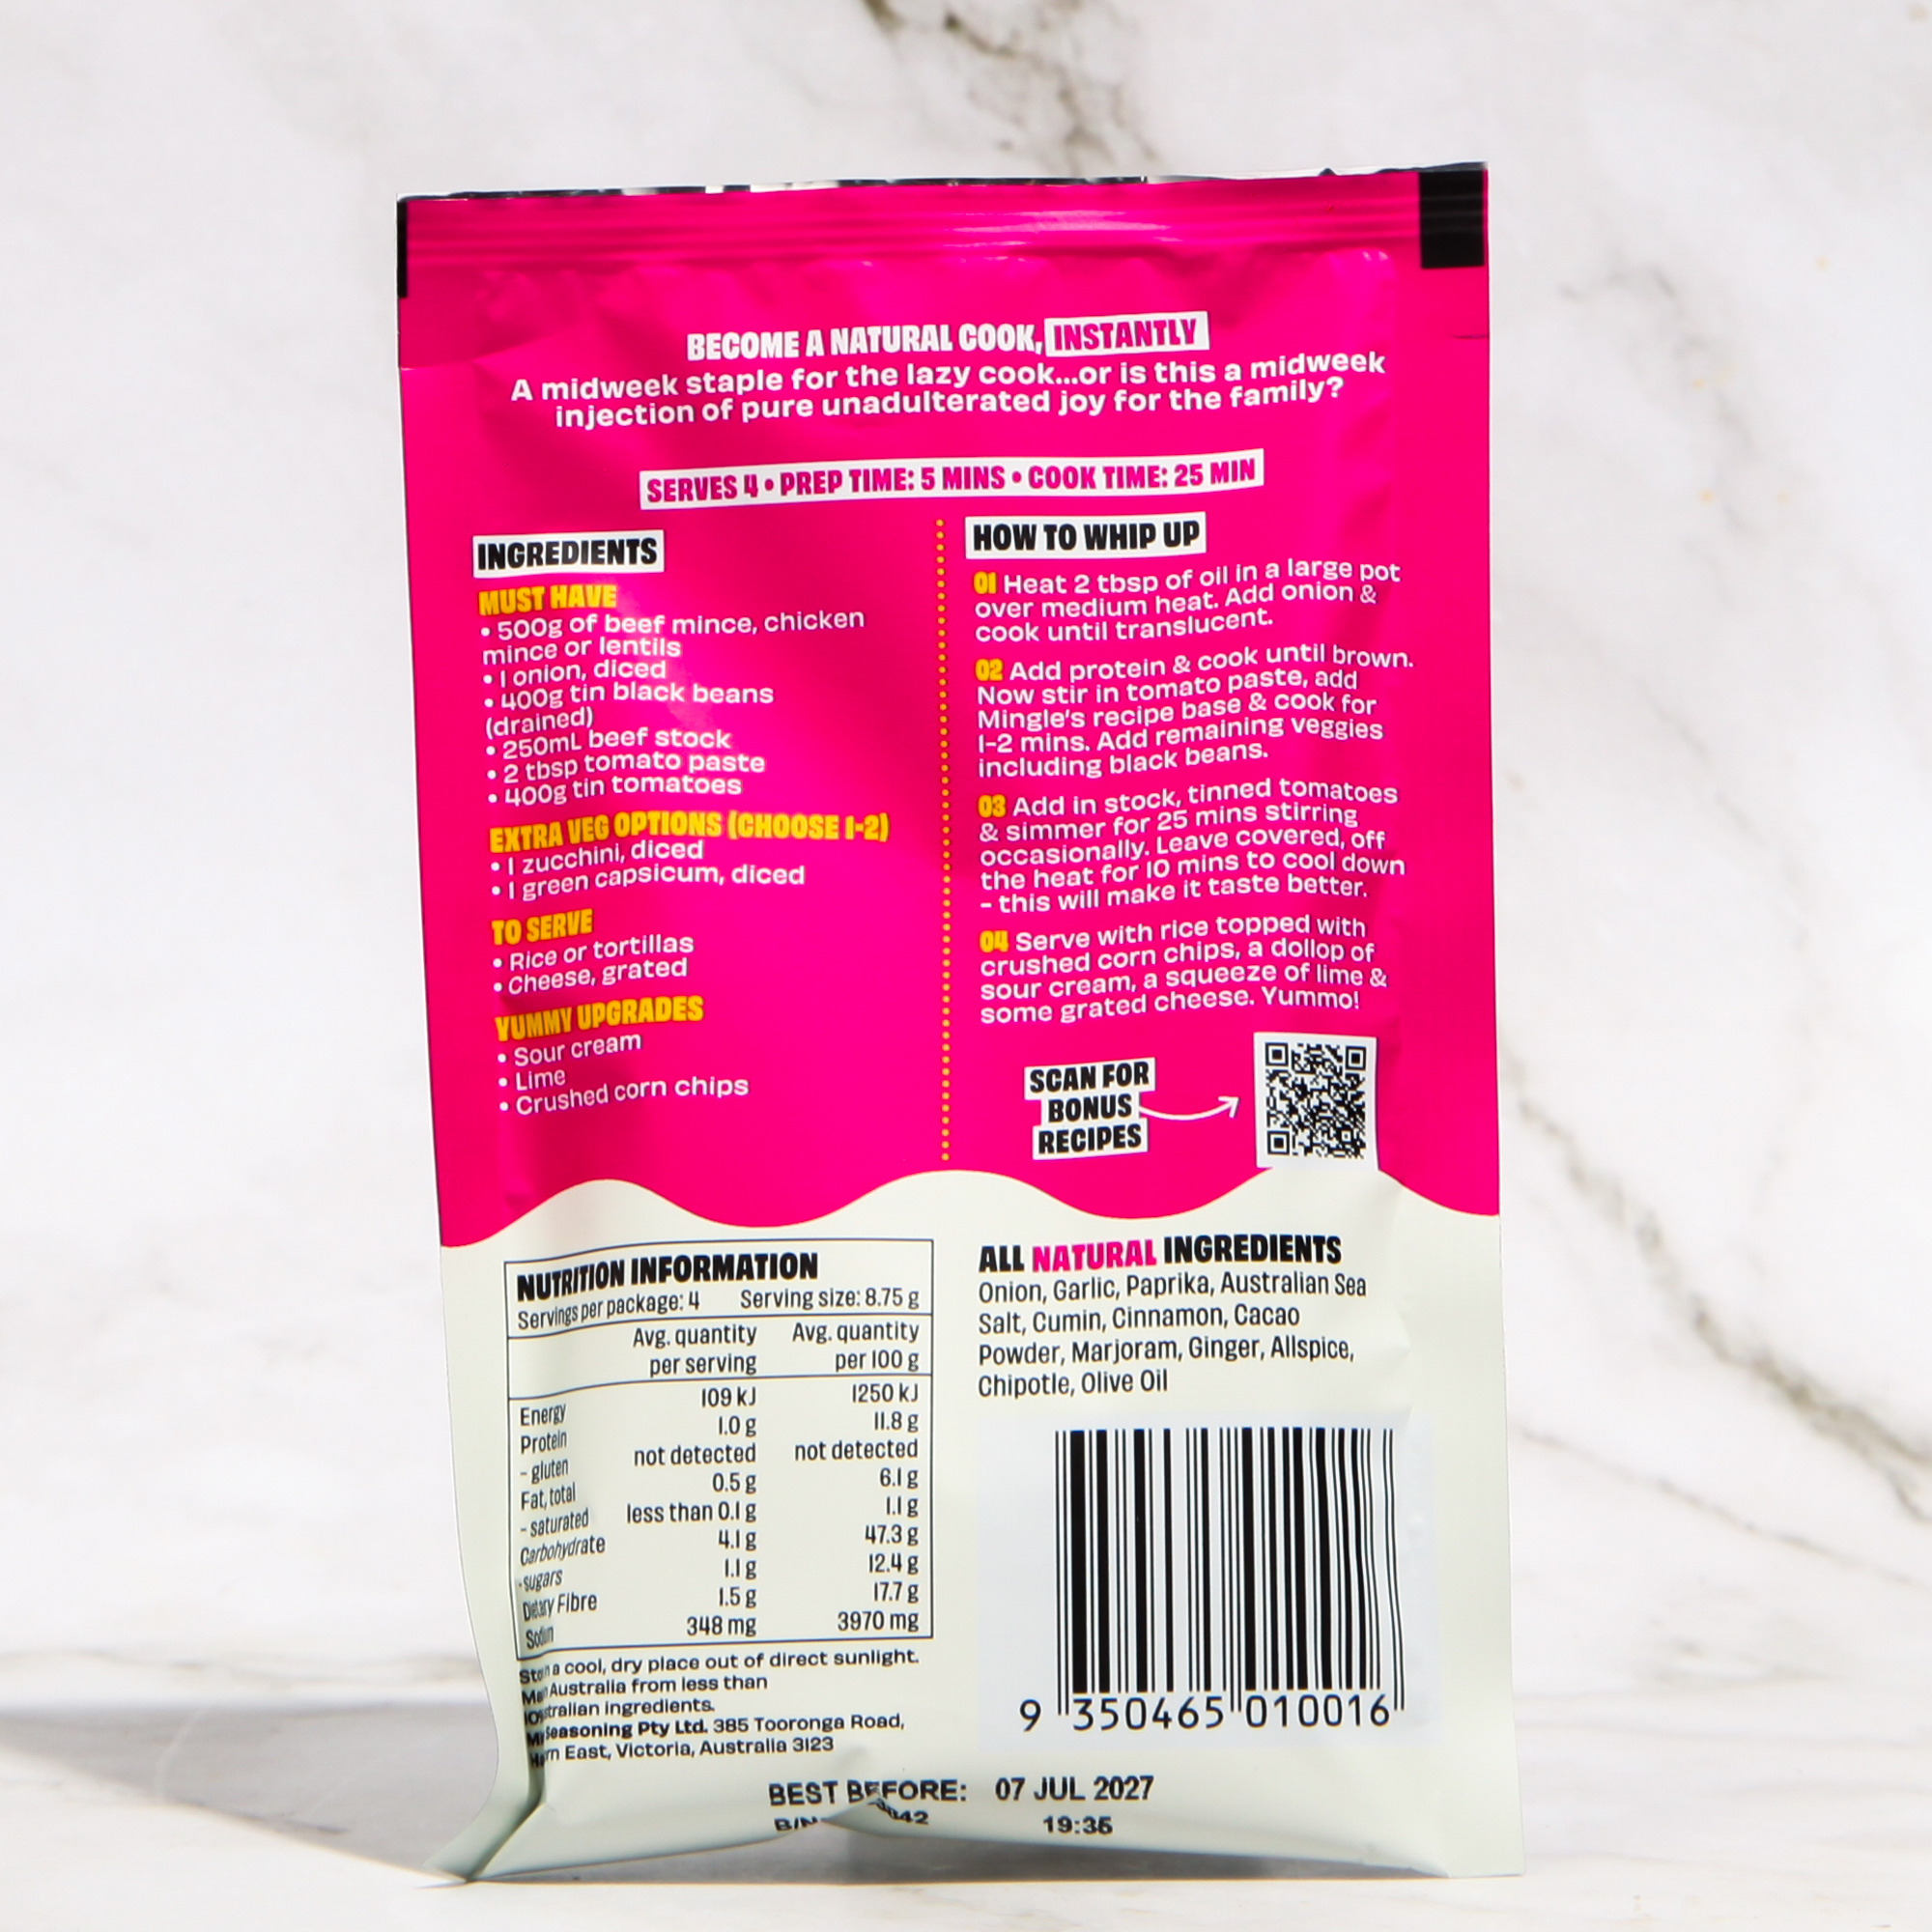 BECOME A NATURAL COOK, INSTANTLY
A midweek staple for the lazy cook...or is this a midweek
injection of pure unadulterated joy for the family?
SERVES 4 • PREP TIME: 5 MINS • COOK TIME: 25 MIN
INGREDIENTS
MUST HAVE
• 500g of beef mince, chicken
mince or lentils
• 1 onion, diced
• 400g tin black beans
(drained)
• 250mL beef stock
• 2 tbsp tomato paste
• 400g tin tomatoes
EXTRA VEG OPTIONS (CHOOSE 1-2)
• 1 zucchini, diced
• 1 green capsicum, diced
TO SERVE
• Rice or tortillas
• Cheese, grated
YUMMY UPGRADES
• Sour cream
• Lime
• Crushed corn chips
HOW TO WHIP UP
01 Heat 2 tbsp of oil in a large pot
over medium heat. Add onion &
cook until translucent.
02 Add protein & cook until brown.
Now stir in tomato paste, add
Mingle's recipe base & cook for
1-2 mins. Add remaining veggies
including black beans.
03 Add in stock, tinned tomatoes
& simmer for 25 mins stirring
occasionally. Leave covered, off
the heat for 10 mins to cool down
- this will make it taste better.
04 Serve with rice topped with
crushed corn chips, a dollop of
sour cream, a squeeze of lime &
some grated cheese. Yummo!
SCAN FOR
BONUS
RECIPES
NUTRITION INFORMATION
Servings per package: 4 Serving size: 8.75 g
Avg. quantity Avg. quantity
per serving per 100 g
Energy 109 kJ 1250 kJ
Protein 1.0 g 11.8 g
- gluten not detected not detected
Fat, total 0.5 g 6.1 g
- saturated less than 0.1 g 1.1 g
Carbohydrate 4.1 g 47.3 g
- sugars 1.1 g 12.4 g
Dietary Fibre 1.5 g 17.7 g
Sodium 348 mg 3970 mg
a cool, dry place out of direct sunlight.
Australia from less than
ingredients.
Seasoning Pty Ltd. 385 Tooronga Road,
East, Victoria, Australia 3123
ALL NATURAL INGREDIENTS
Onion, Garlic, Paprika, Australian Sea
Salt, Cumin, Cinnamon, Cacao
Powder, Marjoram, Ginger, Allspice,
Chipotle, Olive Oil
9 350465 010016
BEST BEFORE: 07 JUL 2027
19:35